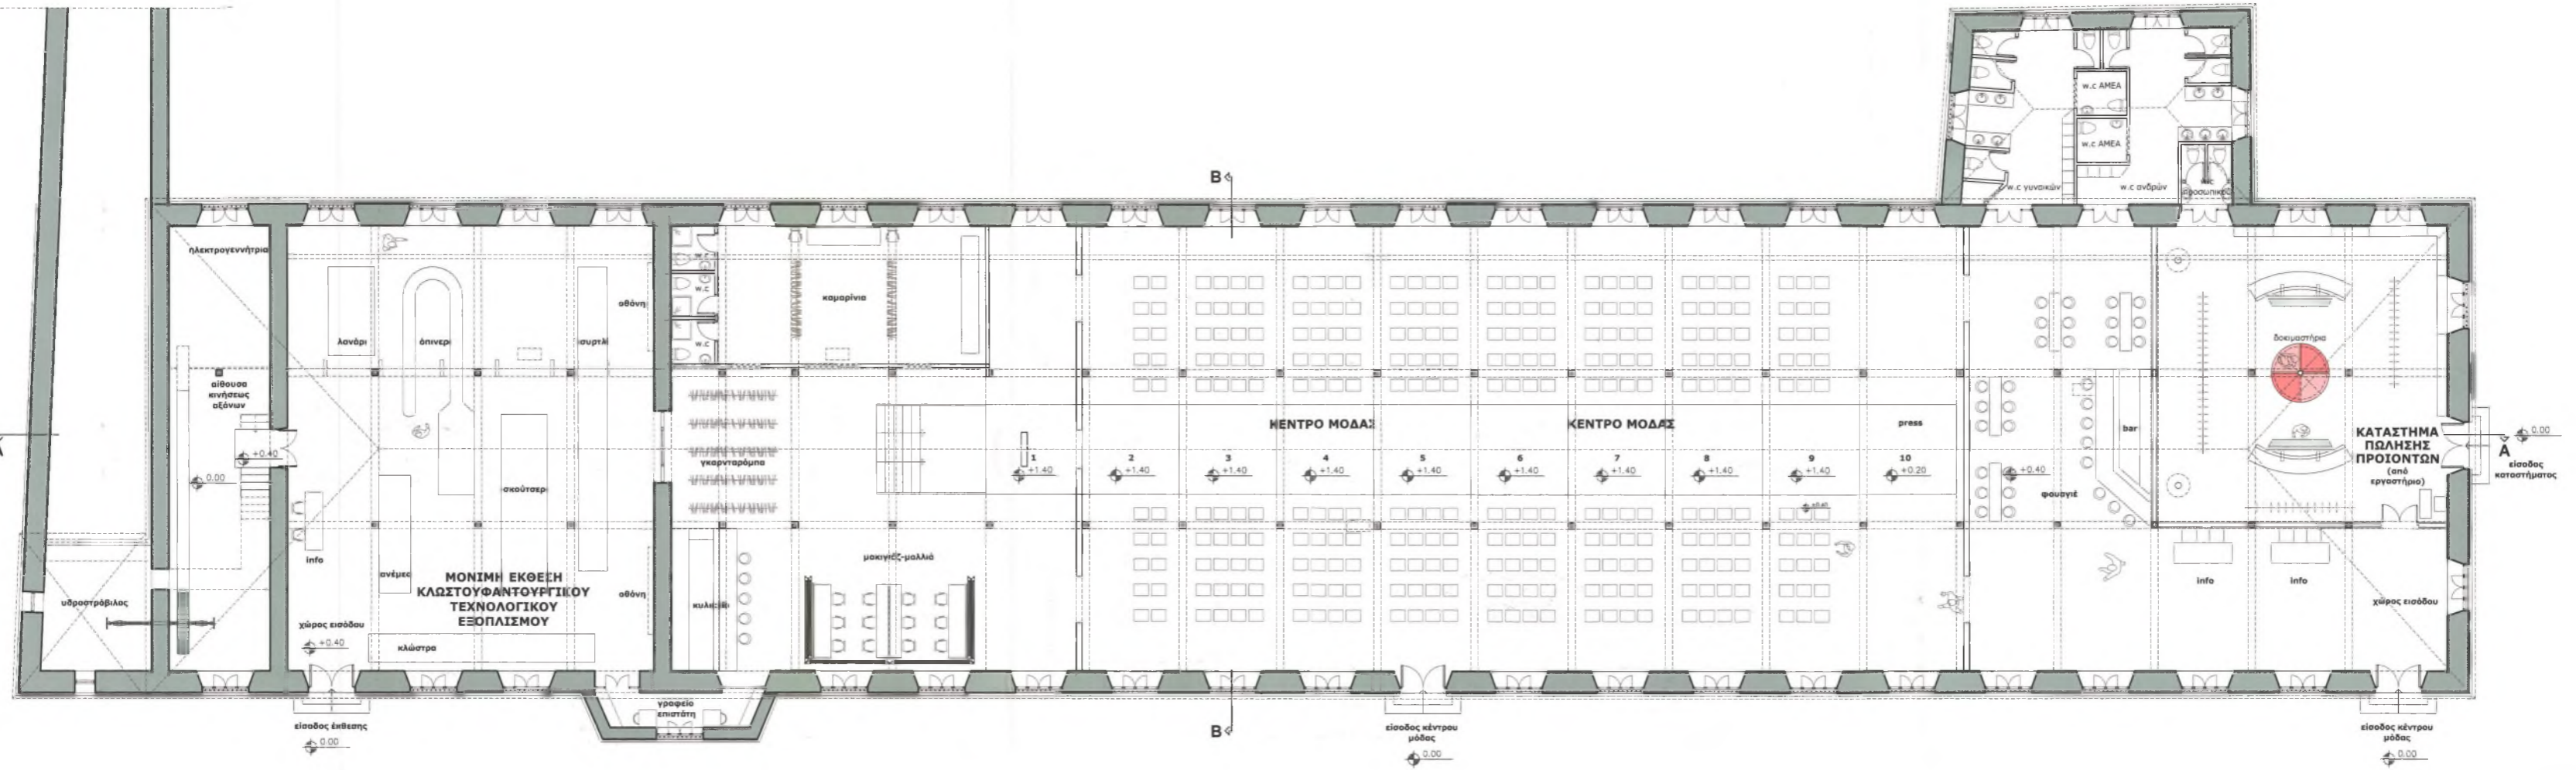 w.c ΑΜΕΑ
w.c ΑΜΕΑ
w.c γυναικών
w.c ανδρών
w.c
προσωπικού
B
ηλεκτρογεννήτρια
αίθουσα
κινήσεως
αξόνων
0.00
+0.40
υδροστρόβιλος
λανάρι
όπινερ
σουρτλί
οθόνη
σκούτσερ
info
ανέμες
ΜΟΝΙΜΗ ΕΚΘΕΣΗ
ΚΛΩΣΤΟΥΦΑΝΤΟΥΡΓΙΚΟΥ
ΤΕΧΝΟΛΟΓΙΚΟΥ
ΕΞΟΠΛΙΣΜΟΥ
οθόνη
χώρος εισόδου
+0.40
κλώστρα
w.c
w.c
w.c
καμαρίνια
γκαρνταρόμπα
μακιγιέζ-μαλλιά
ΚΕΝΤΡΟ ΜΟΔΑΣ
ΚΕΝΤΡΟ ΜΟΔΑΣ
press
1 2 3 4 5 6 7 8 9 10
+1.40 +1.40 +1.40 +1.40 +1.40 +1.40 +1.40 +1.40 +1.40 +0.20
+0.40
+0.40
φουαγιέ
bar
δοκιμαστήρια
ΚΑΤΑΣΤΗΜΑ
ΠΩΛΗΣΗΣ
ΠΡΟΙΟΝΤΩΝ
(από
εργαστήριο)
A
0.00
είσοδος
καταστήματος
info
info
χώρος εισόδου
γραφείο
επιστάτη
είσοδος έκθεσης
0.00
B
είσοδος κέντρου
μόδας
0.00
είσοδος κέντρου
μόδας
0.00